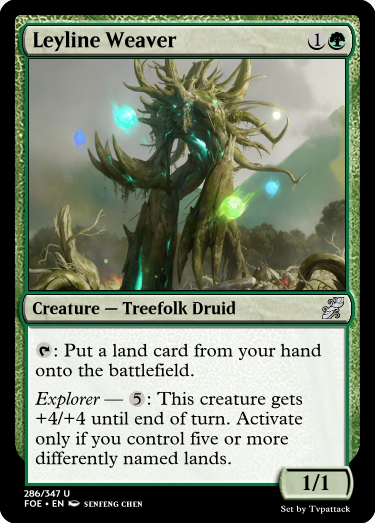 Leyline Weaver 1
Creature — Treefolk Druid
: Put a land card from your hand
onto the battlefield.
Explorer — 5: This creature gets
+4/+4 until end of turn. Activate
only if you control five or more
differently named lands.
1/1
286/347 U
FOE • EN SENFENG CHEN
Set by Tvpattack